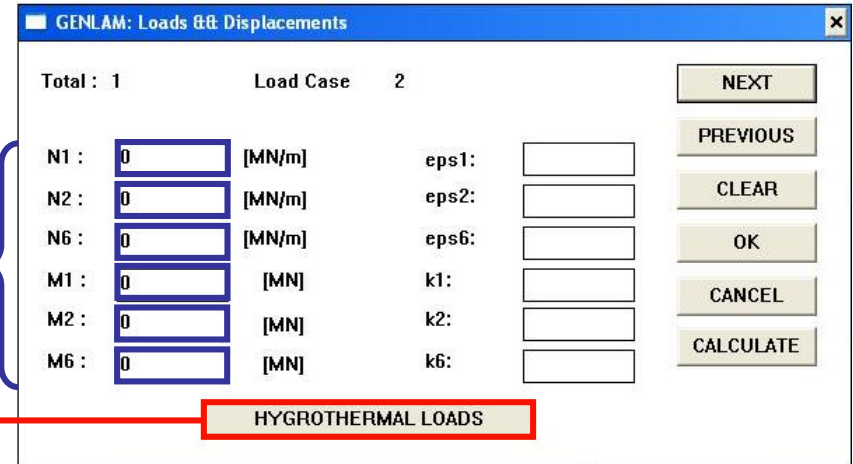 GENLAM: Loads && Displacements
Total : 1 Load Case 2 NEXT
PREVIOUS
N1 : 0 [MN/m] eps1:
N2 : 0 [MN/m] eps2: CLEAR
N6 : 0 [MN/m] eps6: OK
M1 : 0 [MN] k1:
CANCEL
M2 : 0 [MN] k2:
CALCULATE
M6 : 0 [MN] k6:
HYGROTHERMAL LOADS